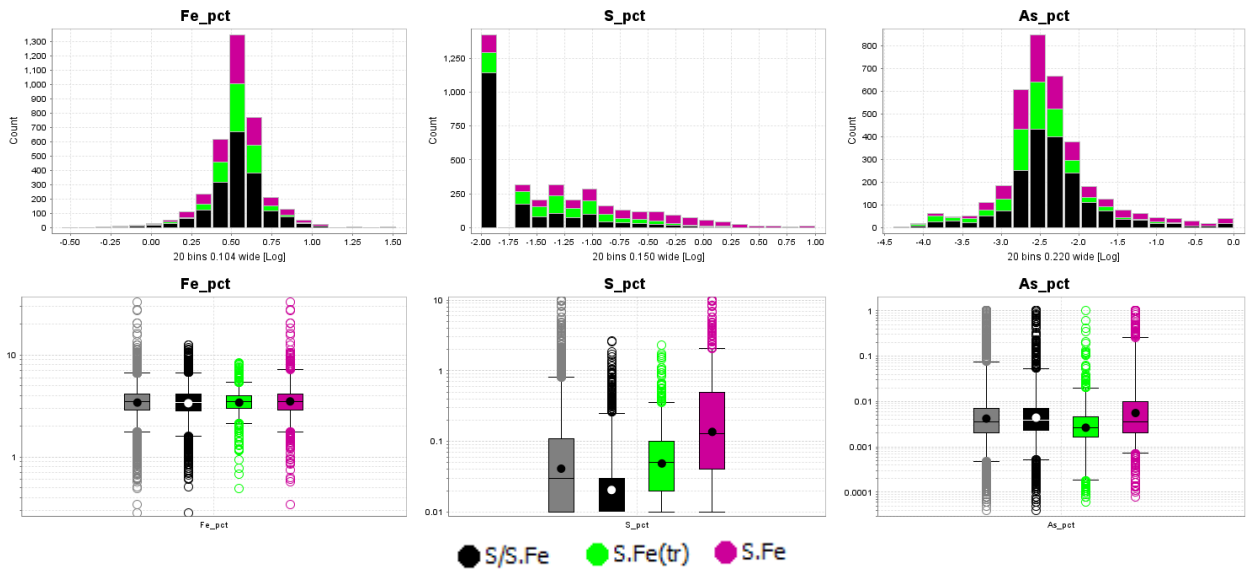 Fe_pct S_pct As_pct
1,300
1,200
1,100
1,000
900
800
700
600
500
400
300
200
100
0
Count
-0.50 0.00 0.25 0.50 0.75 1.00 1.50
20 bins 0.104 wide [Log]
1,250
1,000
750
500
250
0
Count
-2.00 -1.75 -1.50 -1.25 -1.00 -0.75 -0.50 -0.25 0.00 0.25 0.50 1.00
20 bins 0.150 wide [Log]
800
700
600
500
400
300
200
100
0
Count
-4.5 -4.0 -3.5 -3.0 -2.5 -2.0 -1.5 -1.0 -0.5 0.0
20 bins 0.220 wide [Log]
Fe_pct S_pct As_pct
10
1
Fe_pct
10
1
0.1
0.01
S_pct
1
0.1
0.01
0.001
0.0001
As_pct
S/S.Fe S.Fe(tr) S.Fe